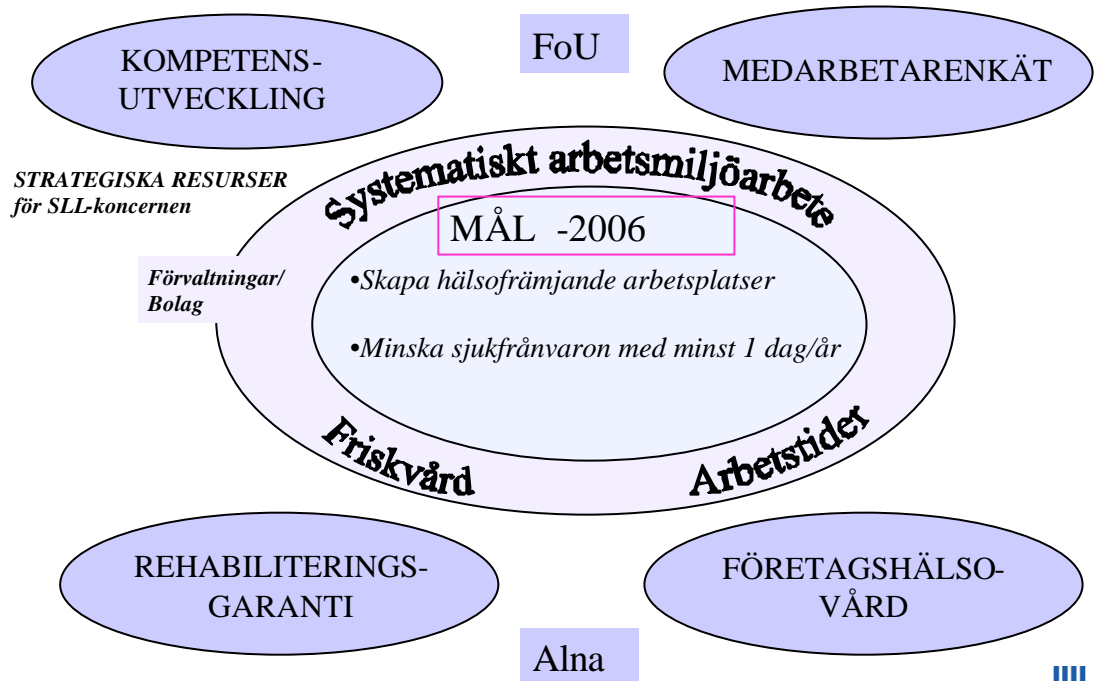 KOMPETENS-
UTVECKLING
FoU
MEDARBETARENKÄT
STRATEGISKA RESURSER
för SLL-koncernen
Systematiskt arbetsmiljöarbete
MÅL -2006
Förvaltningar/
Bolag
•Skapa hälsofrämjande arbetsplatser
•Minska sjukfrånvaron med minst 1 dag/år
Friskvård
Arbetstider
REHABILITERINGS-
GARANTI
FÖRETAGSHÄLSO-
VÅRD
Alna